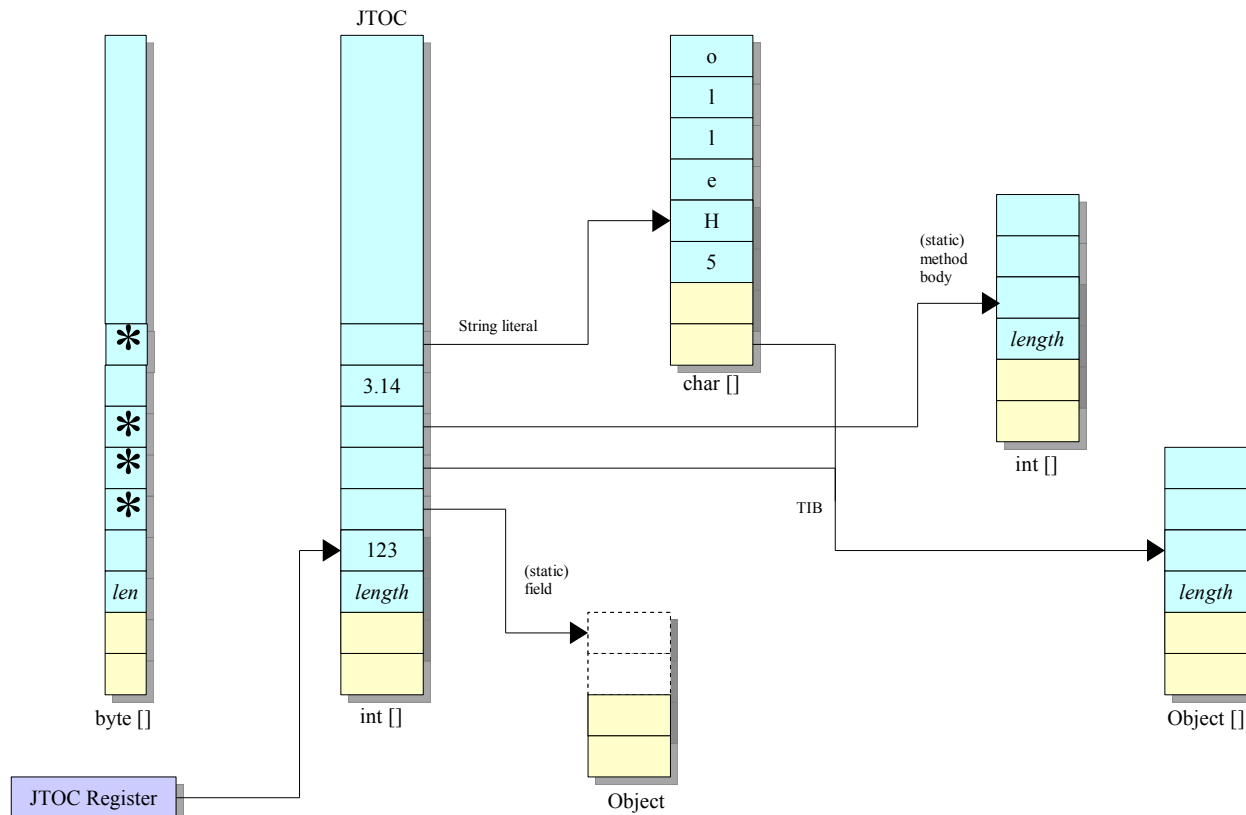 JTOC
o
l
l
e
H
5
char []
(static)
method
body
length
int []
String literal
*
3.14
*
*
*
TIB
123
(static)
field
len
length
length
byte []
int []
Object []
JTOC Register
Object